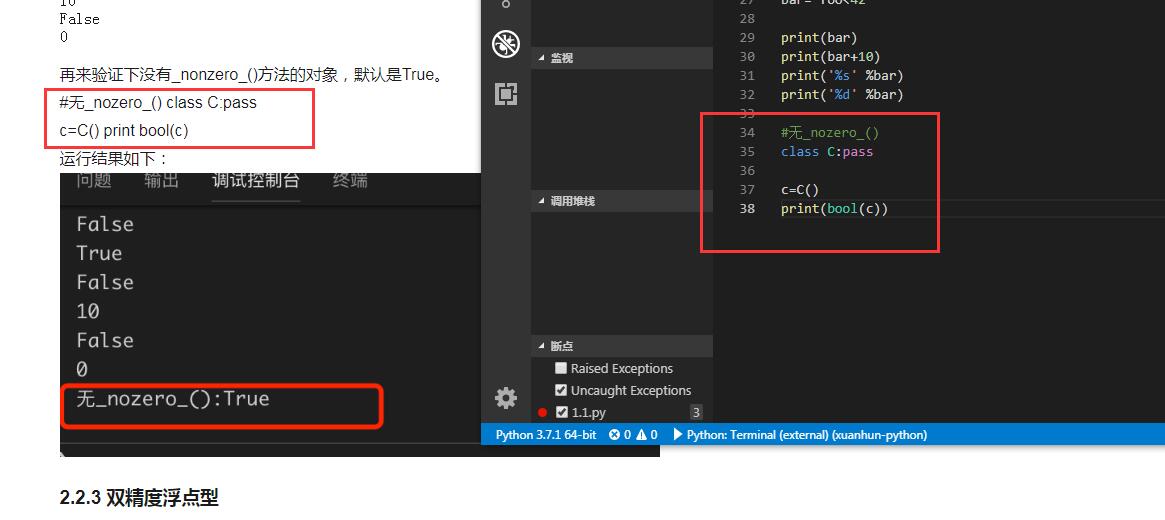 10
False
0
再来验证下没有_nonzero_()方法的对象，默认是True。
#无_nozero_() class C:pass
c=C() print bool(c)
运行结果如下：
问题 输出 调试控制台 终端
False
True
False
10
False
0
无_nozero_():True
2.2.3 双精度浮点型
监视
调用堆栈
断点
Raised Exceptions
Uncaught Exceptions
1.1.py 3
27 bar= foo<42
28
29 print(bar)
30 print(bar+10)
31 print('%s' %bar)
32 print('%d' %bar)
33
34 #无_nozero_()
35 class C:pass
36
37 c=C()
38 print(bool(c))
Python 3.7.1 64-bit 0 0 Python: Terminal (external) (xuanhun-python)